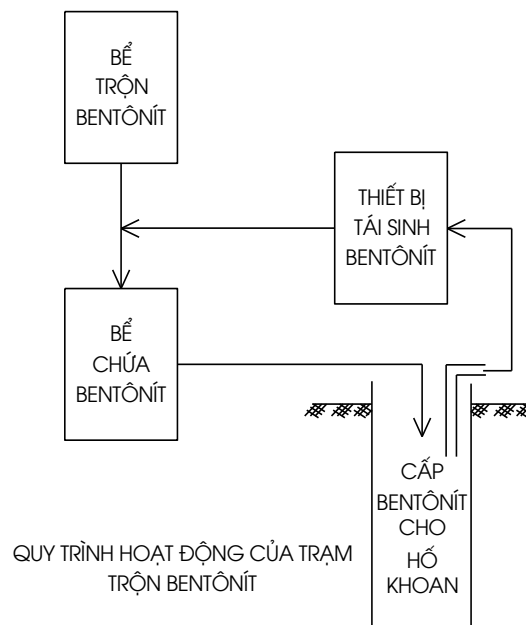 BỂ
TRỘN
BENTÔNÍT
THIẾT BỊ
TÁI SINH
BENTÔNÍT
BỂ
CHỨA
BENTÔNÍT
CẤP
BENTÔNÍT
CHO
HỐ
KHOAN
QUY TRÌNH HOẠT ĐỘNG CỦA TRẠM
TRỘN BENTÔNÍT